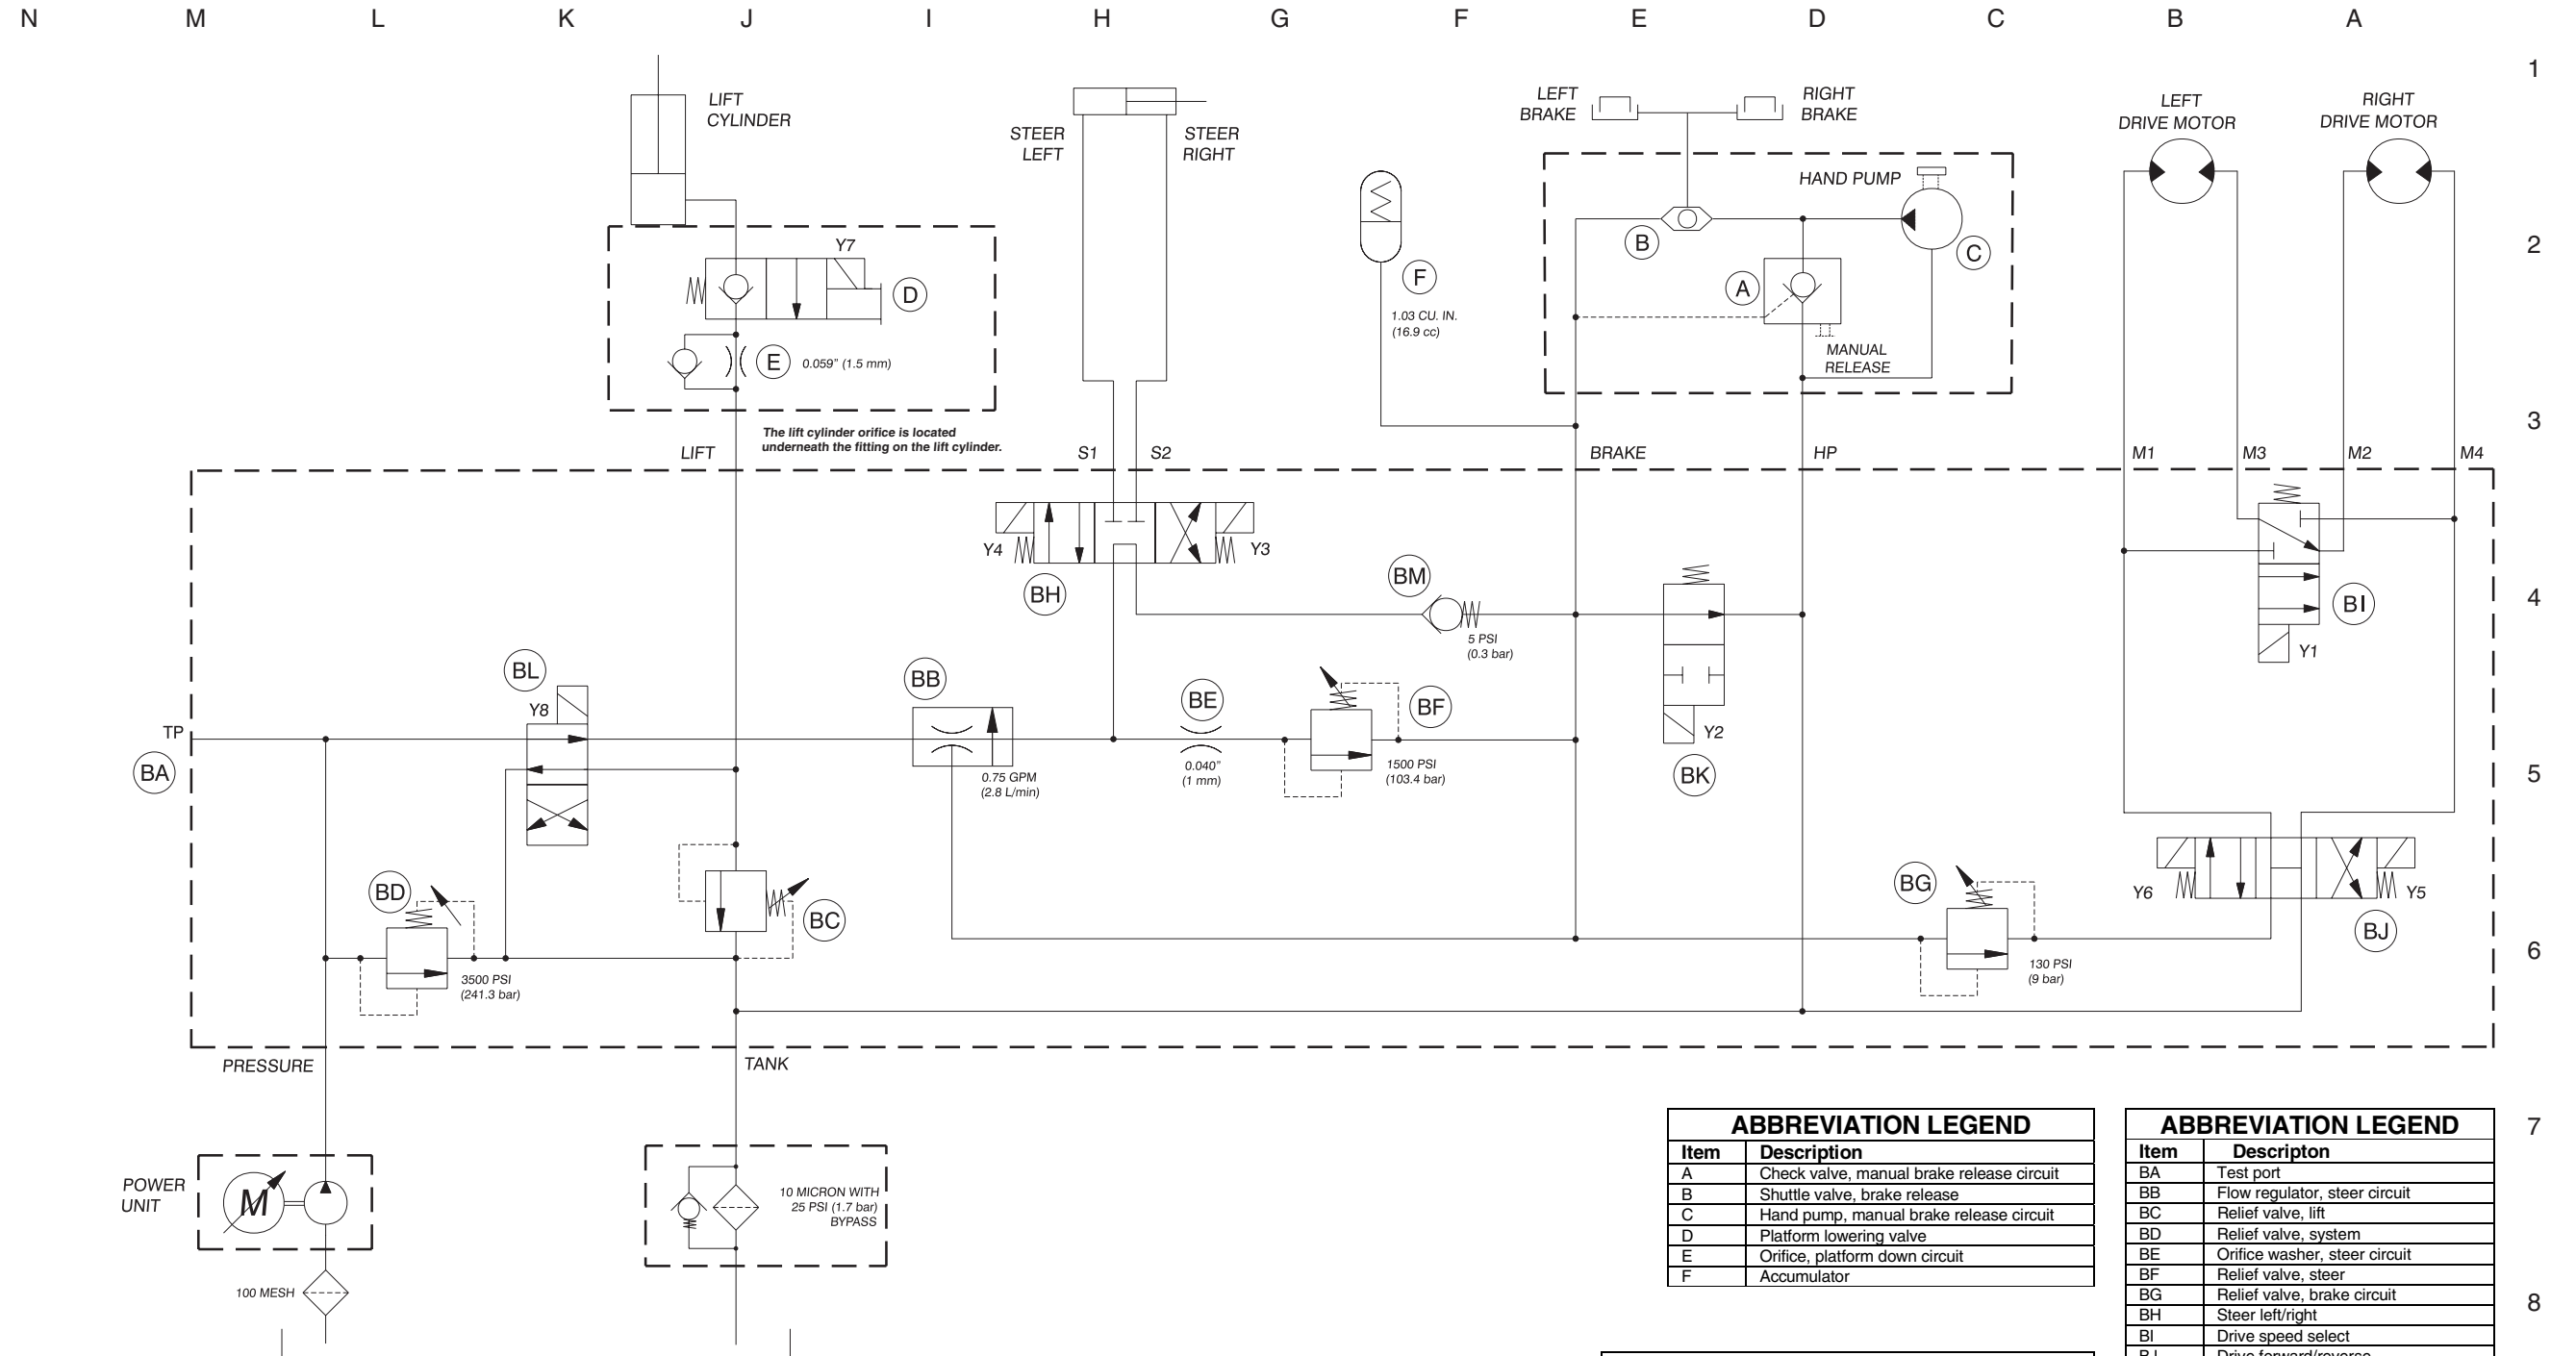 N M L K J I H G F E D C B A
1
2
3
4
5
6
7
8
LIFT
CYLINDER
STEER
LEFT
STEER
RIGHT
LEFT
BRAKE
RIGHT
BRAKE
LEFT
DRIVE MOTOR
RIGHT
DRIVE MOTOR
HAND PUMP
Y7
D
B
C
F
1.03 CU. IN.
(16.9 cc)
A
MANUAL
RELEASE
E
0.059" (1.5 mm)
The lift cylinder orifice is located
underneath the fitting on the lift cylinder.
LIFT
S1
S2
BRAKE
HP
M1
M3
M2
M4
Y4
Y3
BH
BM
5 PSI
(0.3 bar)
BI
Y1
BL
Y8
BB
0.75 GPM
(2.8 L/min)
BE
0.040"
(1 mm)
BF
1500 PSI
(103.4 bar)
Y2
BK
TP
BA
BD
3500 PSI
(241.3 bar)
BC
BG
130 PSI
(9 bar)
Y6
Y5
BJ
PRESSURE
TANK
POWER
UNIT
M
10 MICRON WITH
25 PSI (1.7 bar)
BYPASS
100 MESH
ABBREVIATION LEGEND
Item Description
A Check valve, manual brake release circuit
B Shuttle valve, brake release
C Hand pump, manual brake release circuit
D Platform lowering valve
E Orifice, platform down circuit
F Accumulator
ABBREVIATION LEGEND
Item Descripton
BA Test port
BB Flow regulator, steer circuit
BC Relief valve, lift
BD Relief valve, system
BE Orifice washer, steer circuit
BF Relief valve, steer
BG Relief valve, brake circuit
BH Steer left/right
BI Drive speed select
BJ Drive forward/reverse